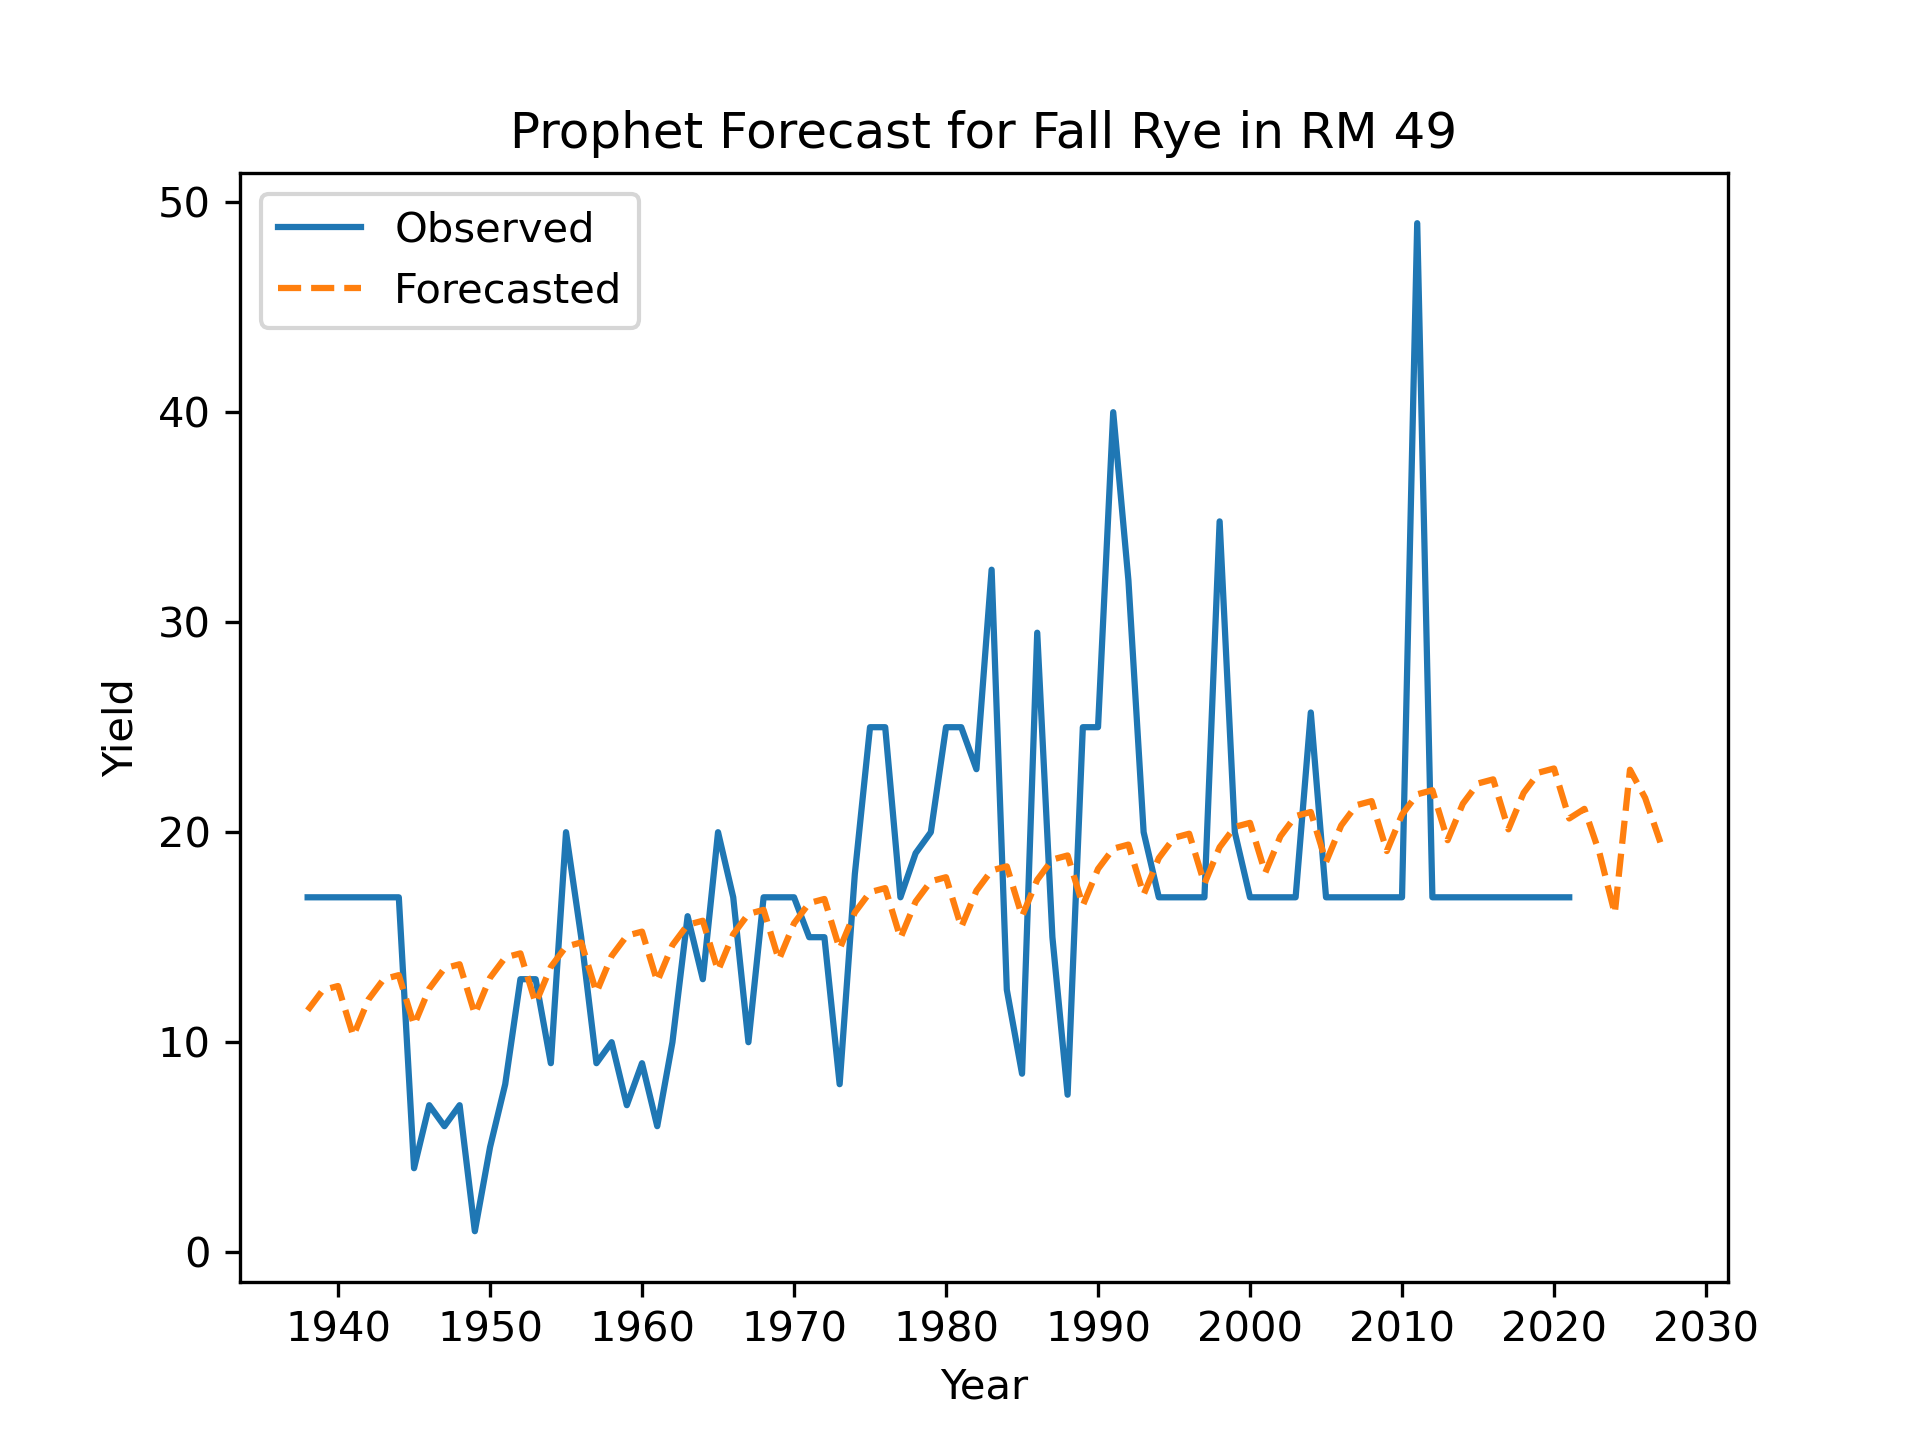 Prophet Forecast for Fall Rye in RM 49
50
40
30
20
10
0
Yield
Observed
Forecasted
1940 1950 1960 1970 1980 1990 2000 2010 2020 2030
Year